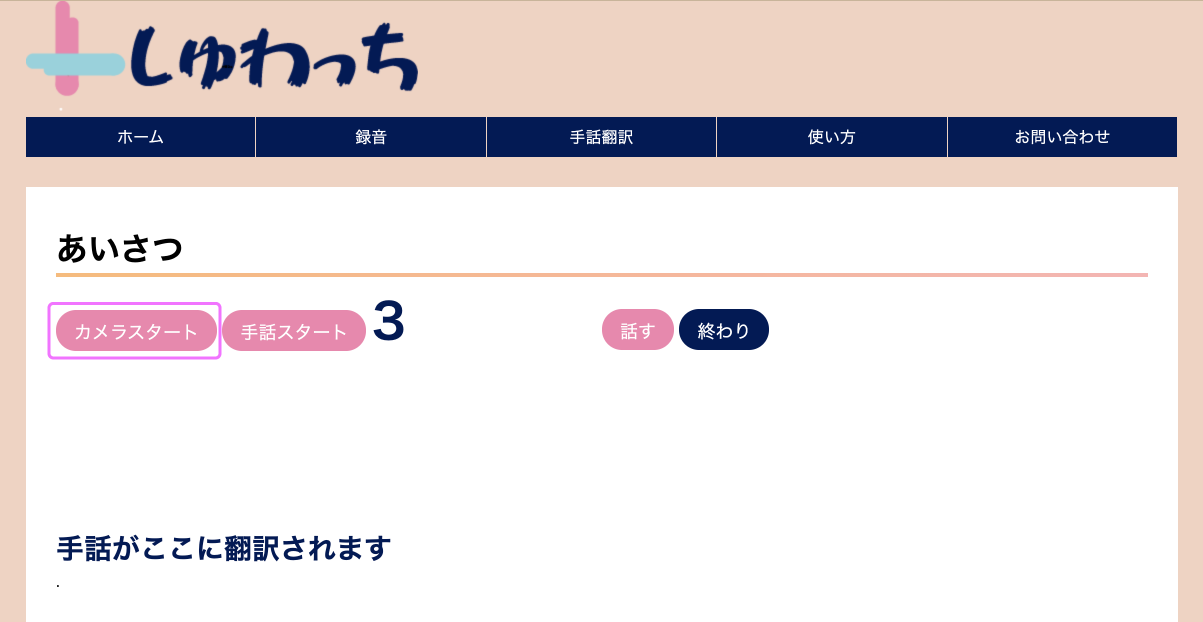 しゅわっち
ホーム 録音 手話翻訳 使い方 お問い合わせ
あいさつ
カメラスタート 手話スタート 3 話す 終わり
手話がここに翻訳されます
.